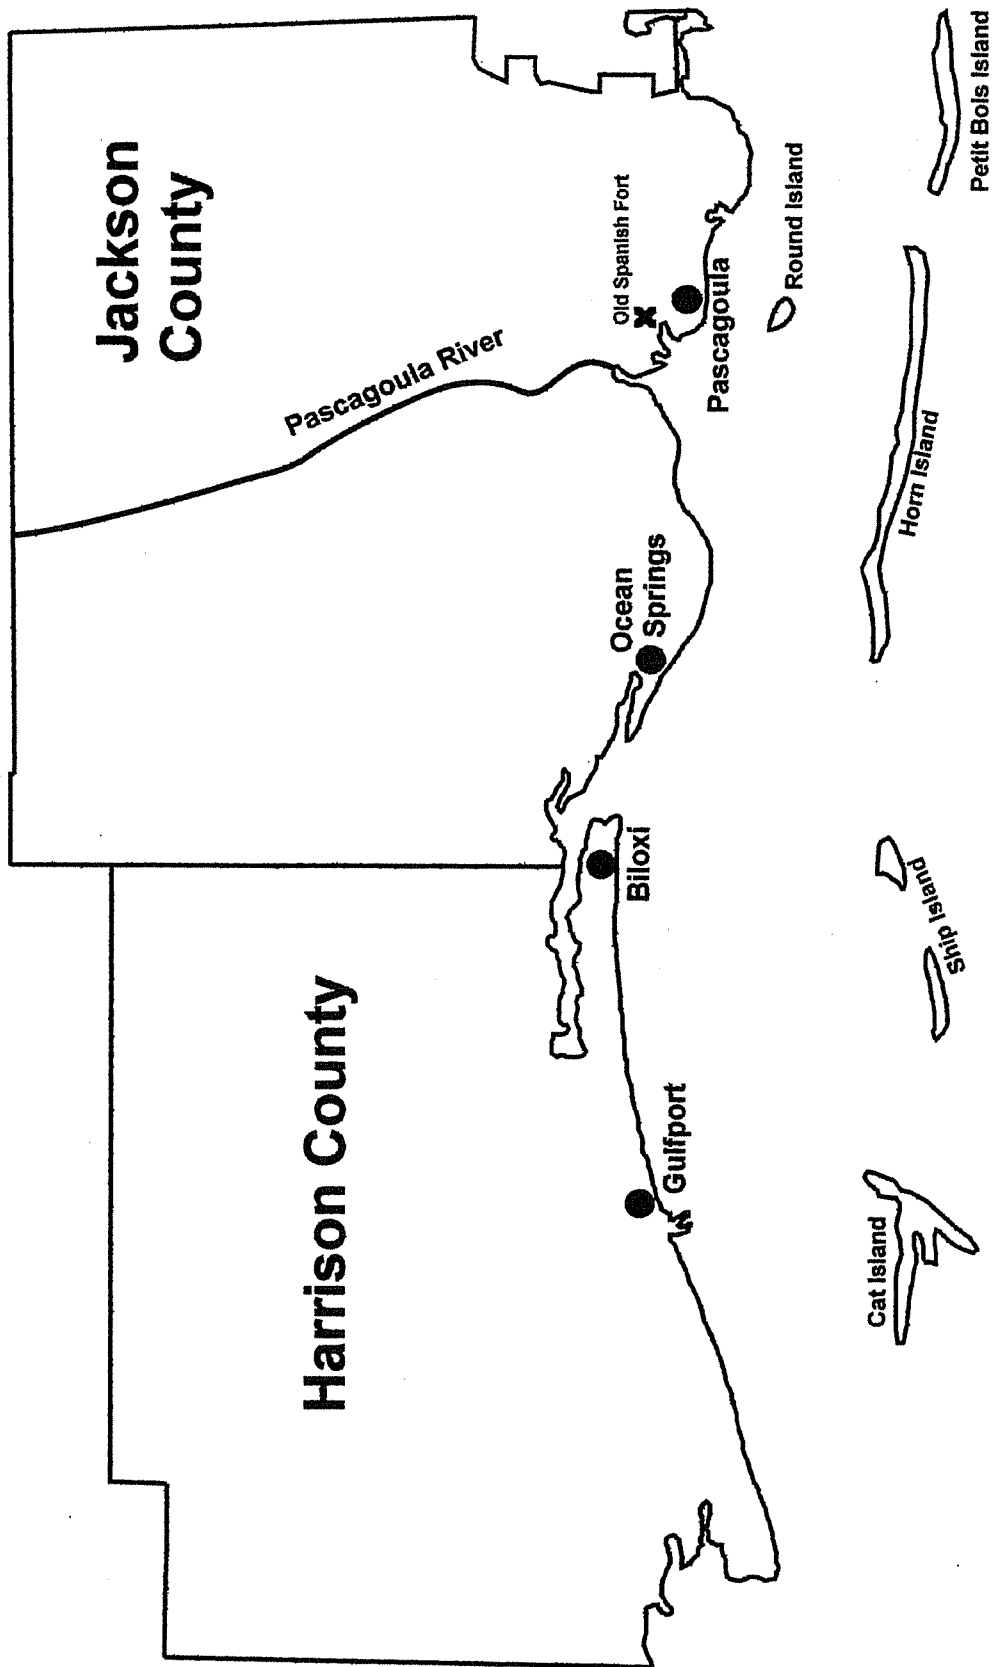 Jackson
County
Pascagoula River
Old Spanish Fort
Pascagoula
Round Island
Petit Bois Island
Horn Island
Ocean
Springs
Biloxi
Ship Island
Harrison County
Gulfport
Cat Island